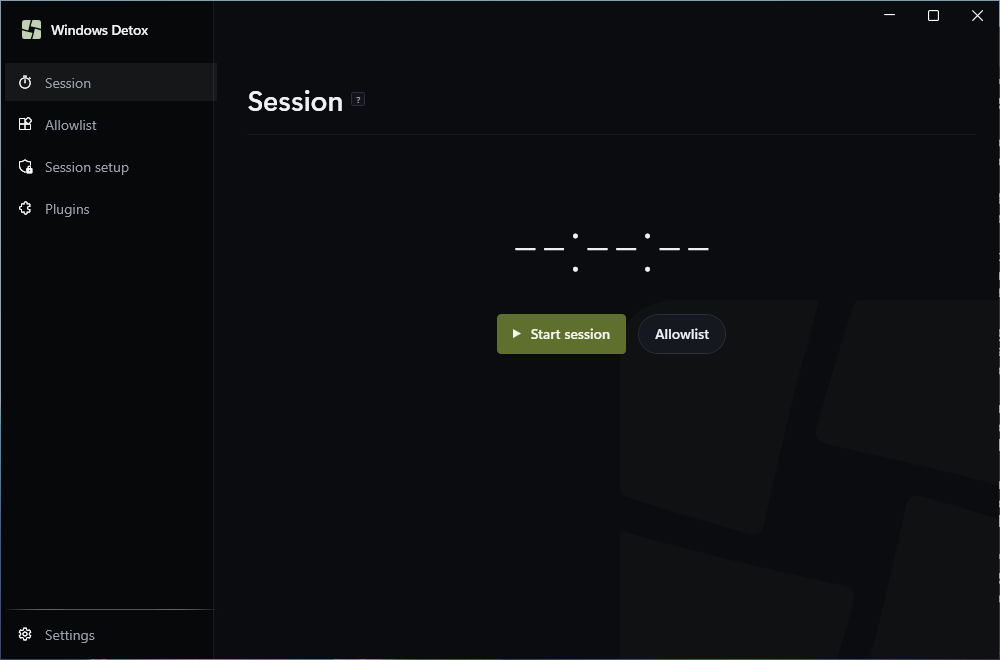 Windows Detox
Session
Allowlist
Session setup
Plugins
Settings
Session ?
––:––:––
Start session
Allowlist